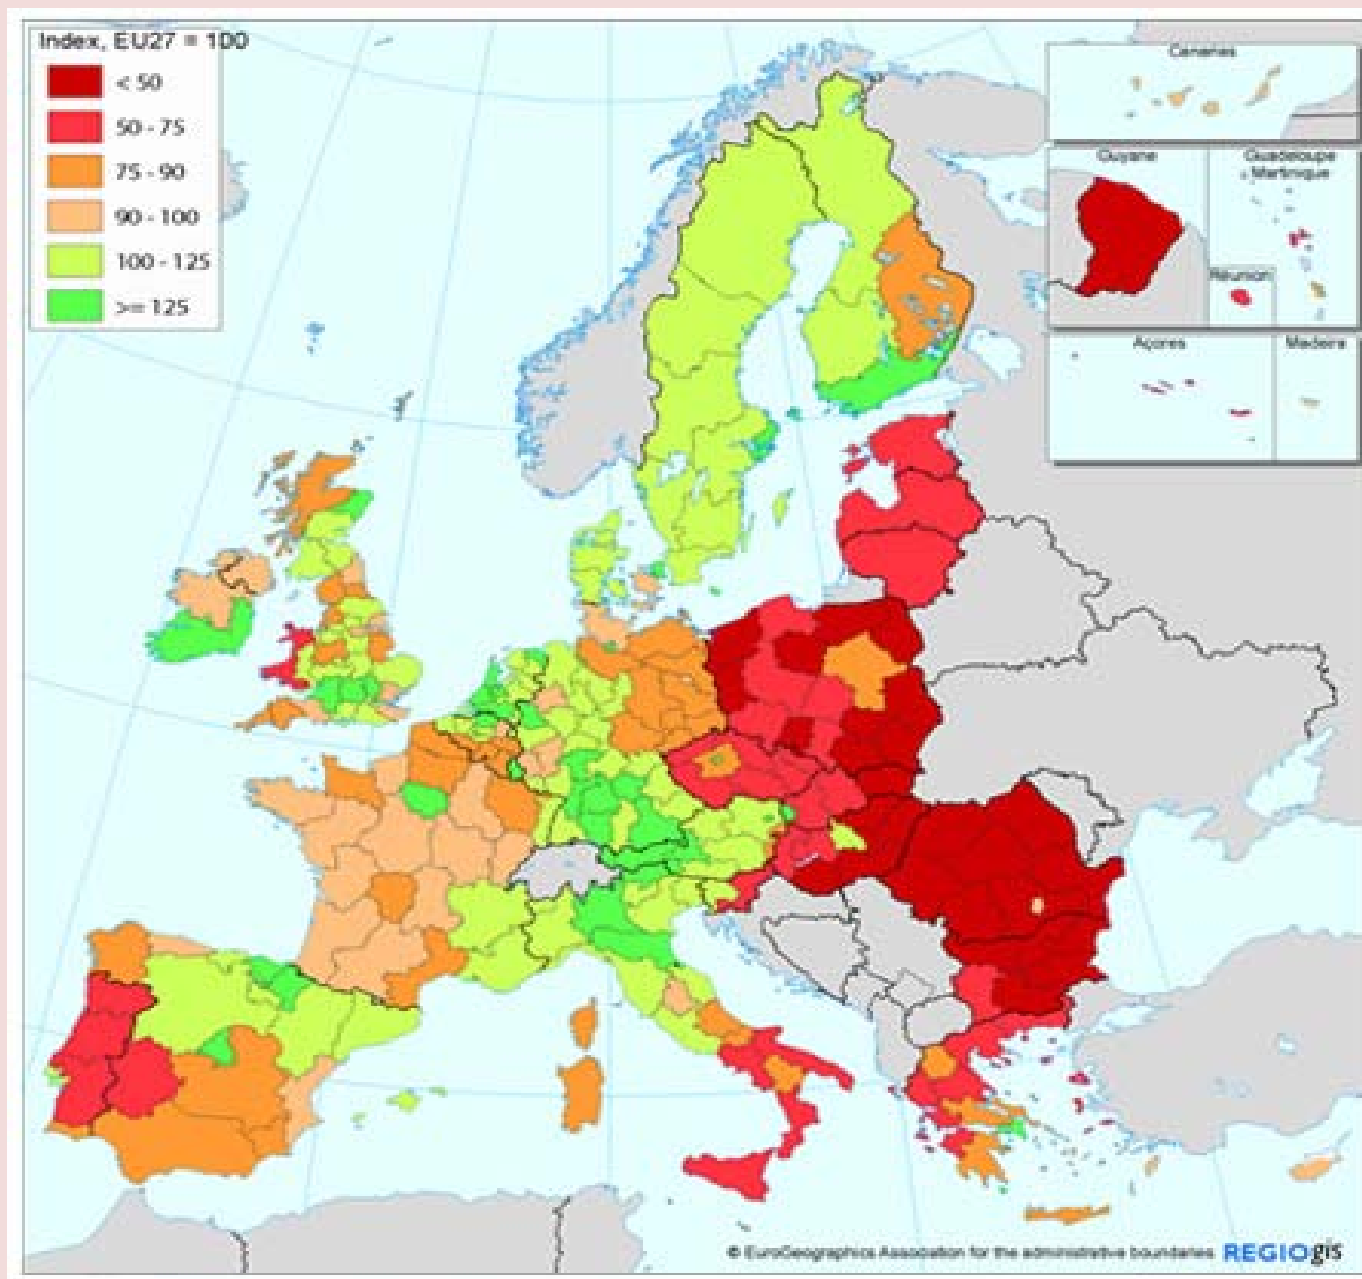 Index, EU27 = 100
< 50
50 - 75
75 - 90
90 - 100
100 - 125
>= 125
Canarias
Guyane
Guadeloupe
Martinique
Réunion
Açores
Madeira
© EuroGeographics Association for the administrative boundaries REGIOgis